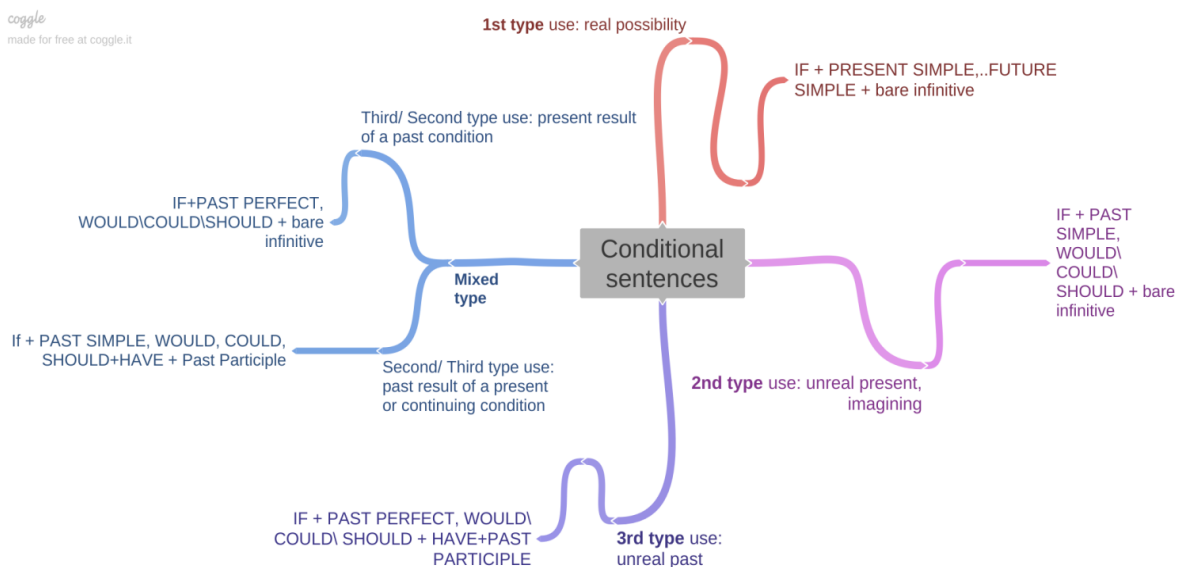 coggle
made for free at coggle.it
1st type use: real possibility
IF + PRESENT SIMPLE,..FUTURE
SIMPLE + bare infinitive
Third/ Second type use: present result
of a past condition
IF+PAST PERFECT,
WOULD\COULD\SHOULD + bare
infinitive
Conditional
sentences
Mixed
type
IF + PAST
SIMPLE,
WOULD\
COULD\
SHOULD + bare
infinitive
If + PAST SIMPLE, WOULD, COULD,
SHOULD+HAVE + Past Participle
Second/ Third type use:
past result of a present
or continuing condition
2nd type use: unreal present,
imagining
IF + PAST PERFECT, WOULD\
COULD\ SHOULD + HAVE+PAST
PARTICIPLE
3rd type use:
unreal past